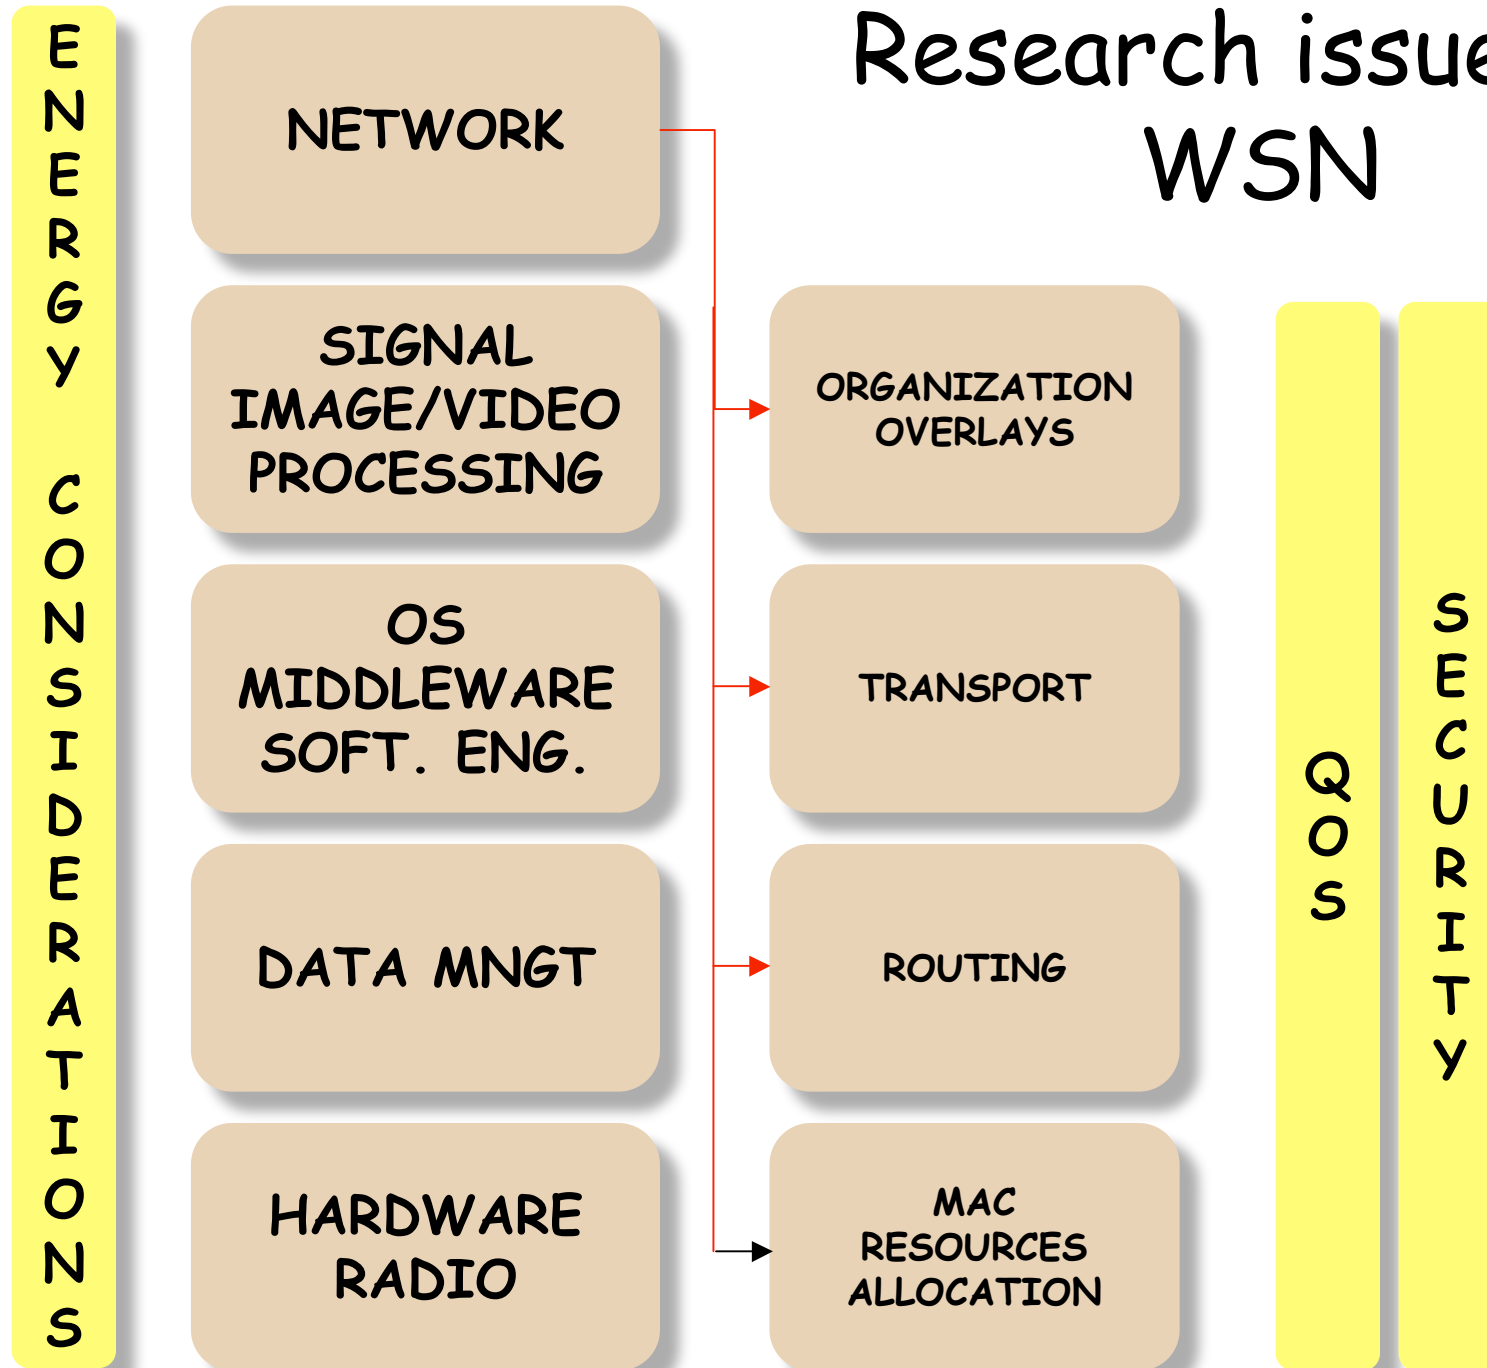 Research issue
WSN
ENERGY CONSIDERATIONS
NETWORK
SIGNAL
IMAGE/VIDEO
PROCESSING
OS
MIDDLEWARE
SOFT. ENG.
DATA MNGT
HARDWARE
RADIO
ORGANIZATION
OVERLAYS
TRANSPORT
ROUTING
MAC
RESOURCES
ALLOCATION
QOS
SECURITY